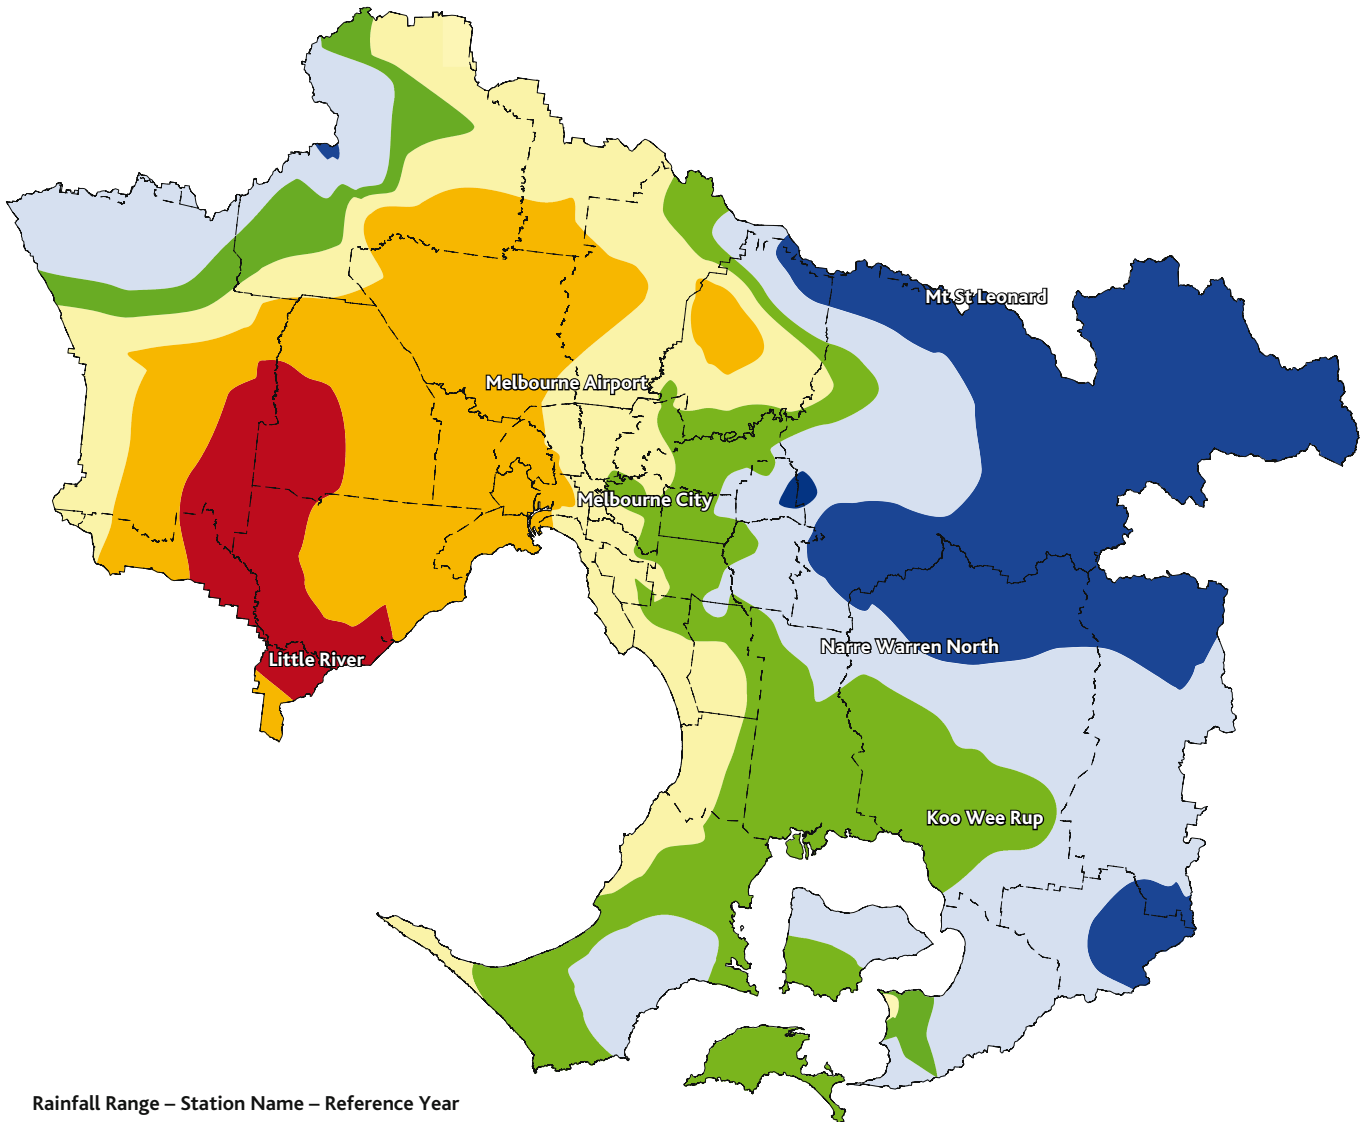 Mt St Leonard
Melbourne Airport
Melbourne City
Narre Warren North
Little River
Koo Wee Rup
Rainfall Range – Station Name – Reference Year